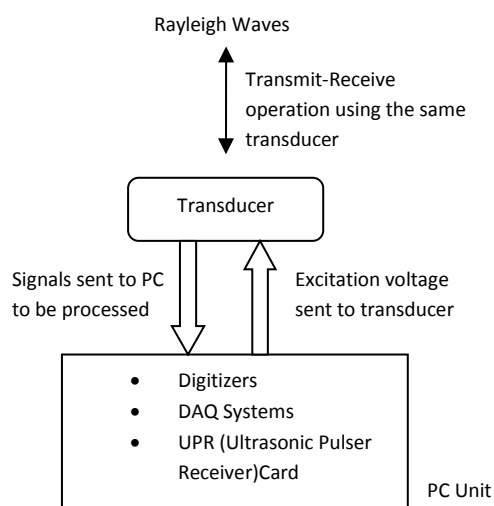 Rayleigh Waves
Transmit-Receive
operation using the same
transducer
Transducer
Signals sent to PC
to be processed
Excitation voltage
sent to transducer
• Digitizers
• DAQ Systems
• UPR (Ultrasonic Pulser
Receiver)Card
PC Unit